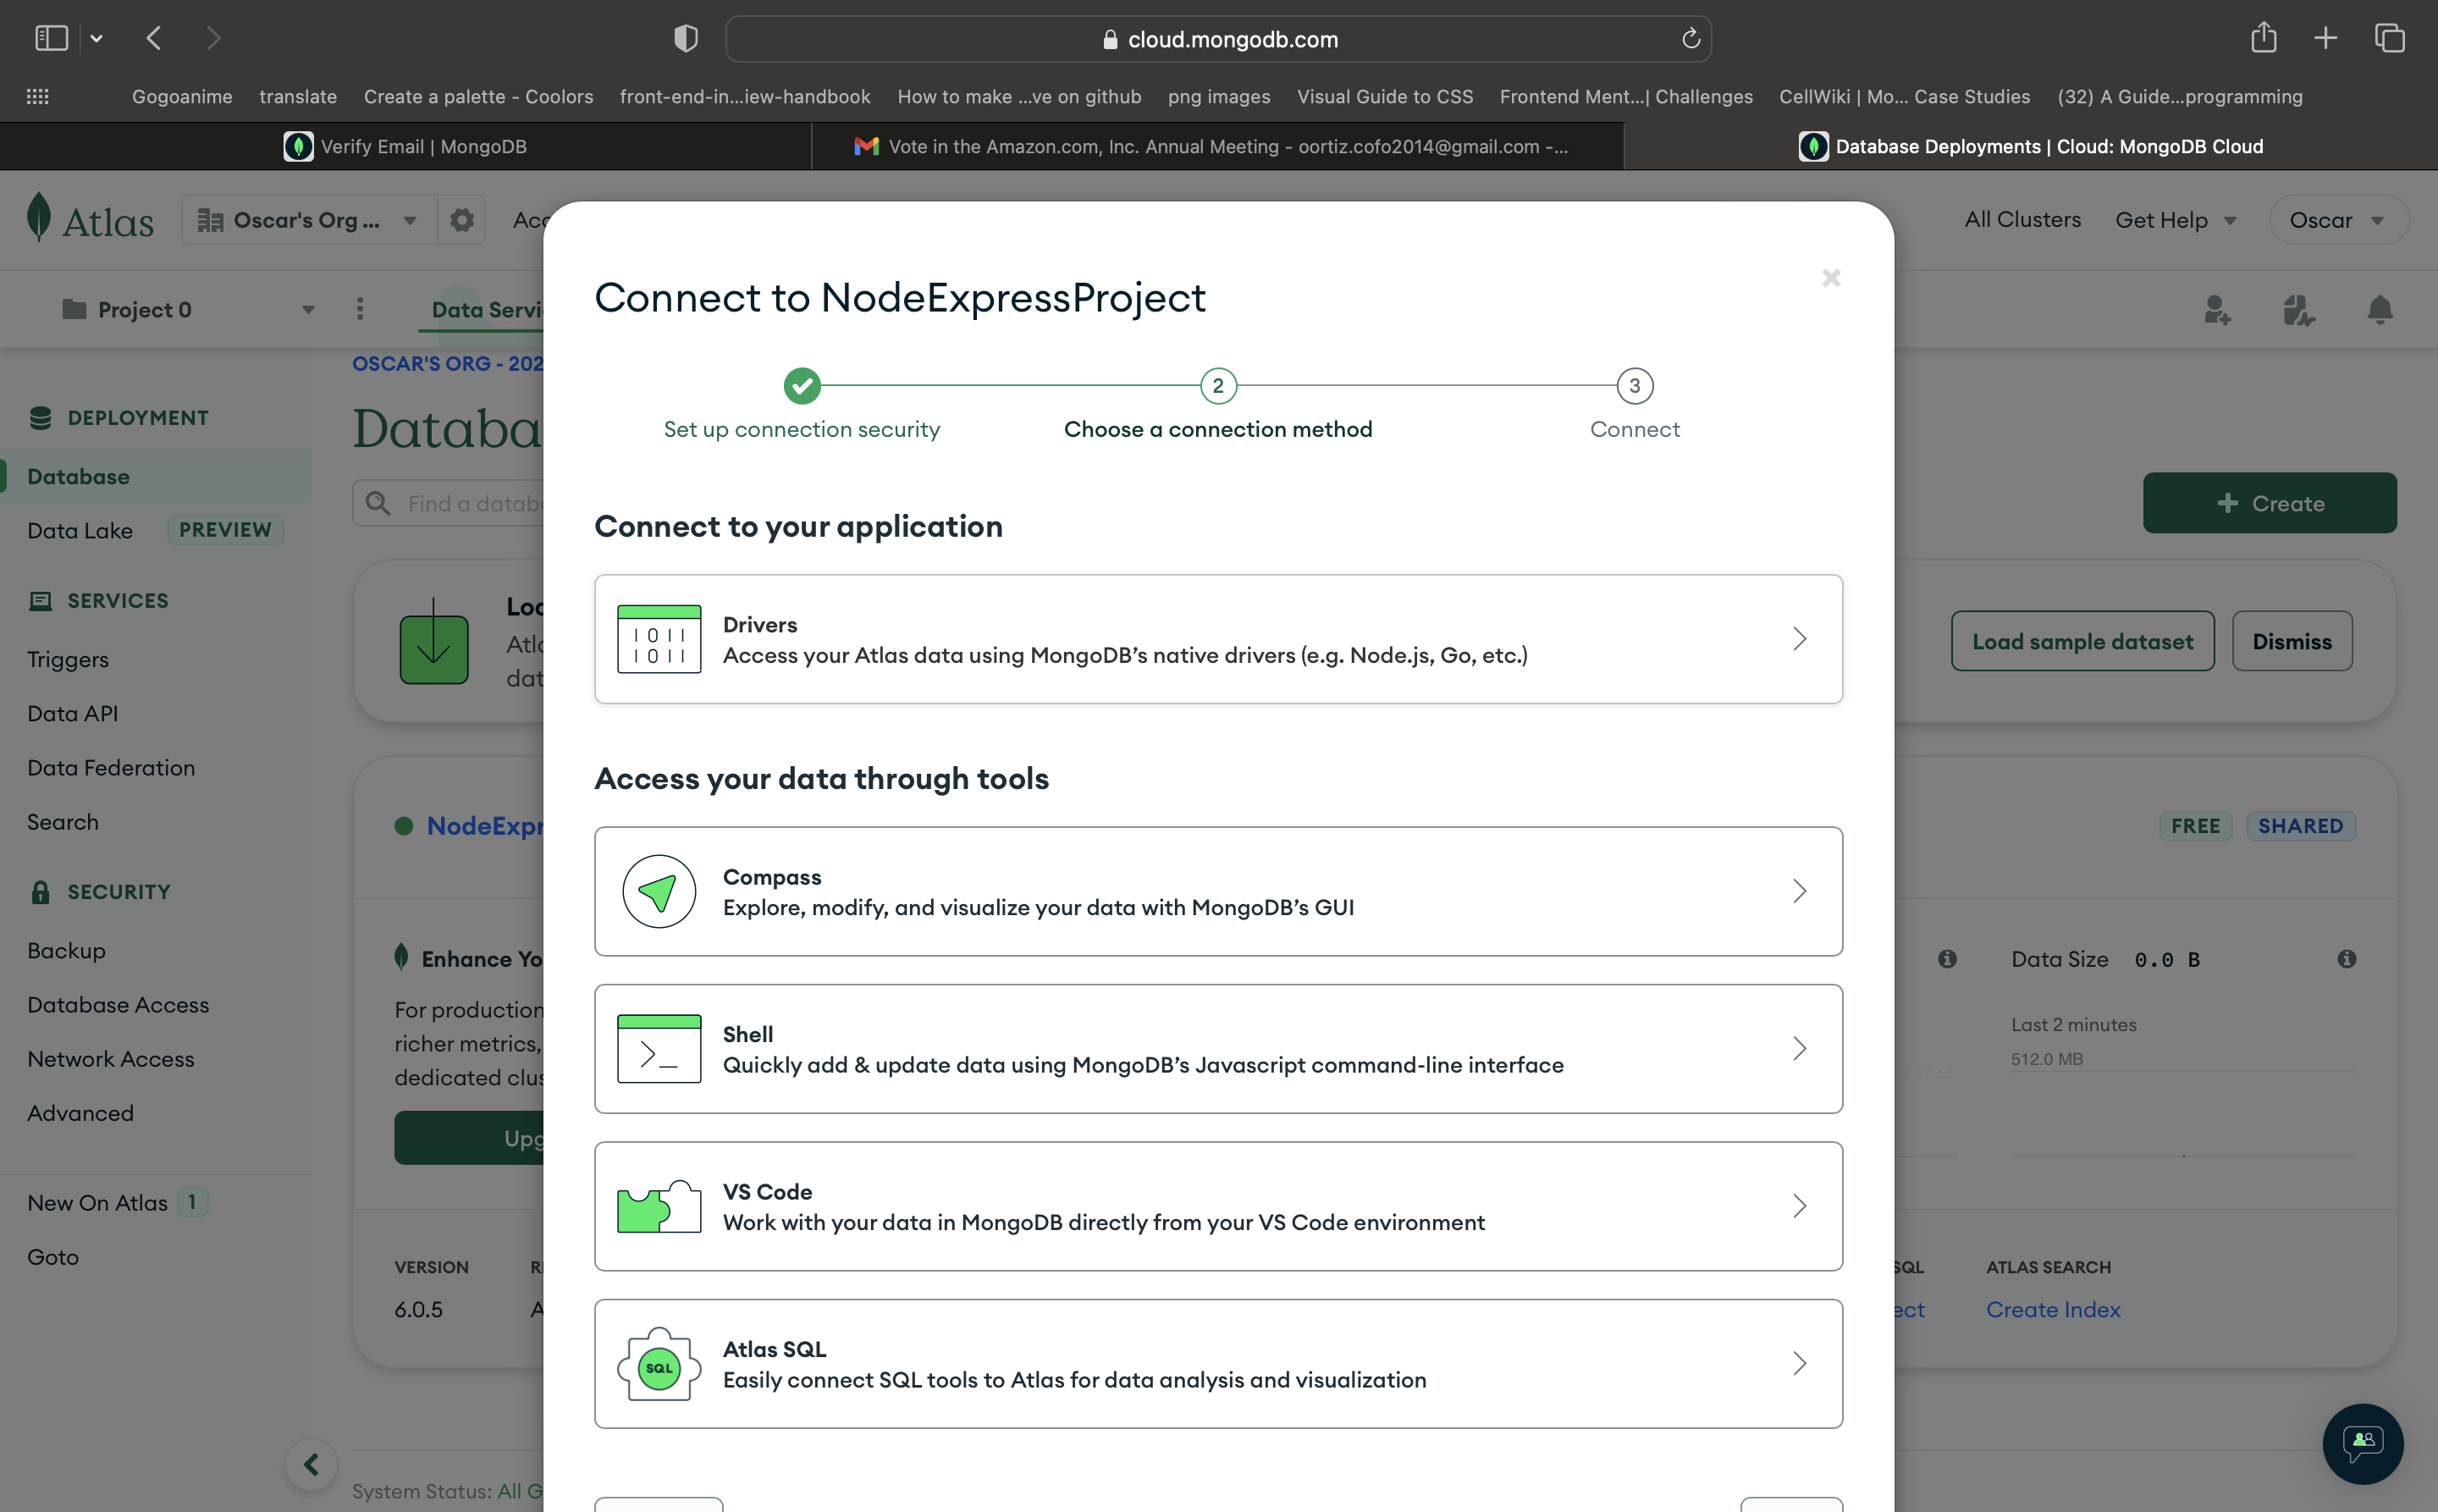 cloud.mongodb.com
Gogoanime translate Create a palette - Coolors front-end-in...iew-handbook How to make ...ve on github png images Visual Guide to CSS Frontend Ment...| Challenges CellWiki | Mo... Case Studies (32) A Guide...programming
Verify Email | MongoDB
Vote in the Amazon.com, Inc. Annual Meeting - oortiz.cofo2014@gmail.com -...
Database Deployments | Cloud: MongoDB Cloud
Atlas
Oscar's Org ...
Acc
All Clusters
Get Help
Oscar
Project 0
Data Servi
OSCAR'S ORG - 202
Databa
Find a datab
Create
DEPLOYMENT
Database
Data Lake PREVIEW
SERVICES
Triggers
Data API
Data Federation
Search
SECURITY
Backup
Database Access
Network Access
Advanced
New On Atlas 1
Goto
Connect to NodeExpressProject
2
3
Set up connection security
Choose a connection method
Connect
Connect to your application
IOII
IOII
Drivers
Access your Atlas data using MongoDB’s native drivers (e.g. Node.js, Go, etc.)
Access your data through tools
Compass
Explore, modify, and visualize your data with MongoDB’s GUI
Shell
Quickly add & update data using MongoDB’s Javascript command-line interface
VS Code
Work with your data in MongoDB directly from your VS Code environment
SQL
Atlas SQL
Easily connect SQL tools to Atlas for data analysis and visualization
Loa
Atla
dat
Load sample dataset
Dismiss
NodeExpr
FREE
SHARED
Enhance Yo
For production
richer metrics,
dedicated clus
Upg
Data Size 0.0 B
Last 2 minutes
512.0 MB
VERSION
6.0.5
SQL
ect
ATLAS SEARCH
Create Index
System Status: All G